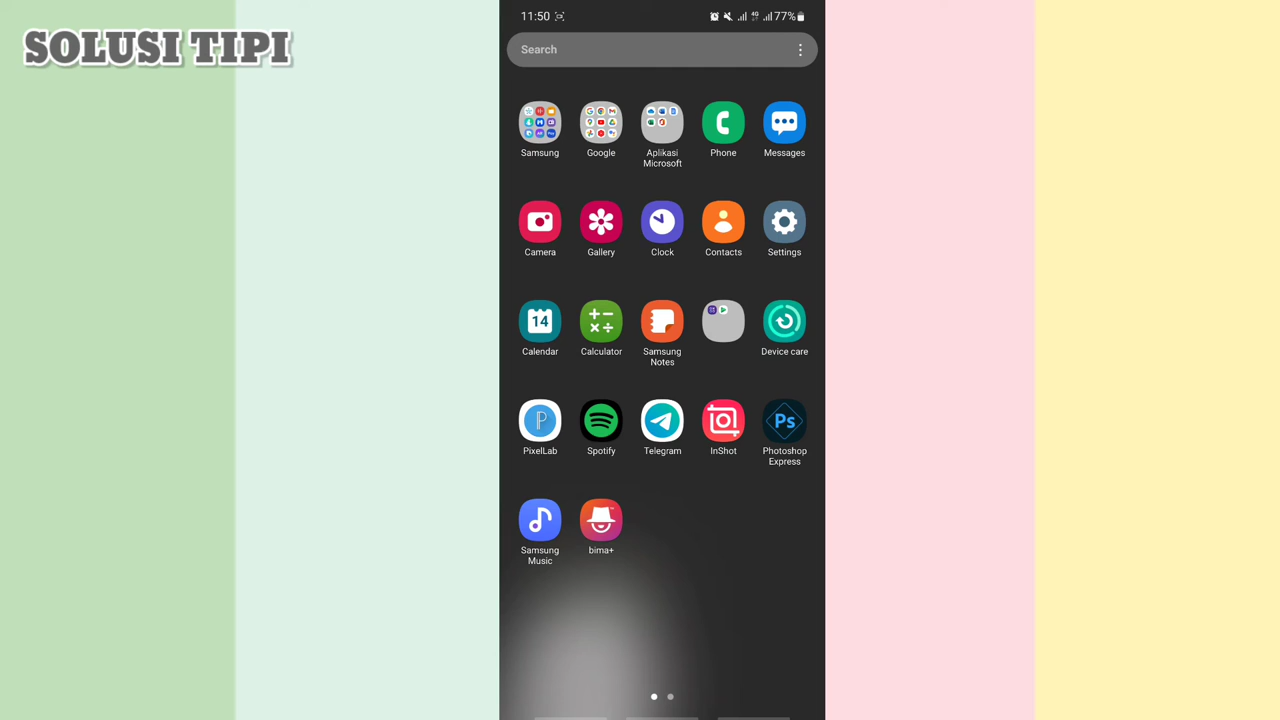 SOLUSI TIPI
11:50
4G
77%
Search
Samsung
Google
Aplikasi
Microsoft
Phone
Messages
Camera
Gallery
Clock
Contacts
Settings
14
Calendar
Calculator
Samsung
Notes
Device care
P
PixelLab
Spotify
Telegram
InShot
Ps
Photoshop
Express
Samsung
Music
bima+